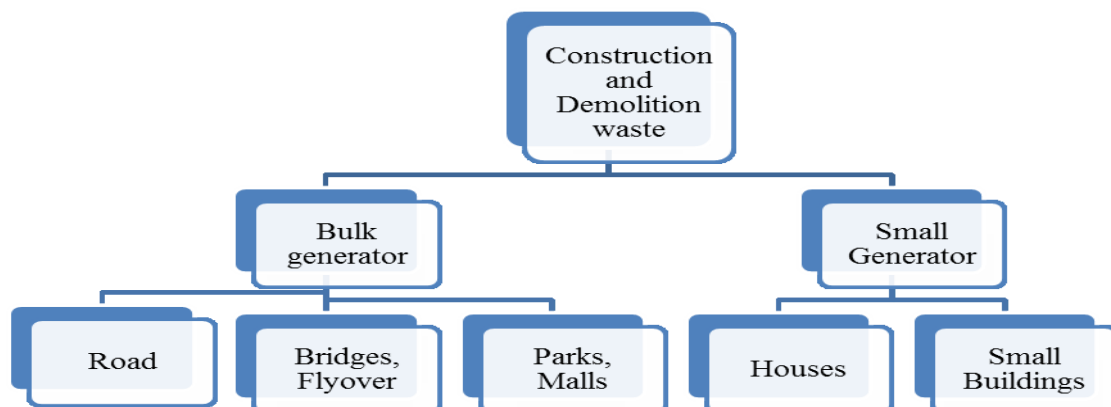 Construction
and
Demolition
waste
Bulk
generator
Small
Generator
Road
Bridges,
Flyover
Parks,
Malls
Houses
Small
Buildings